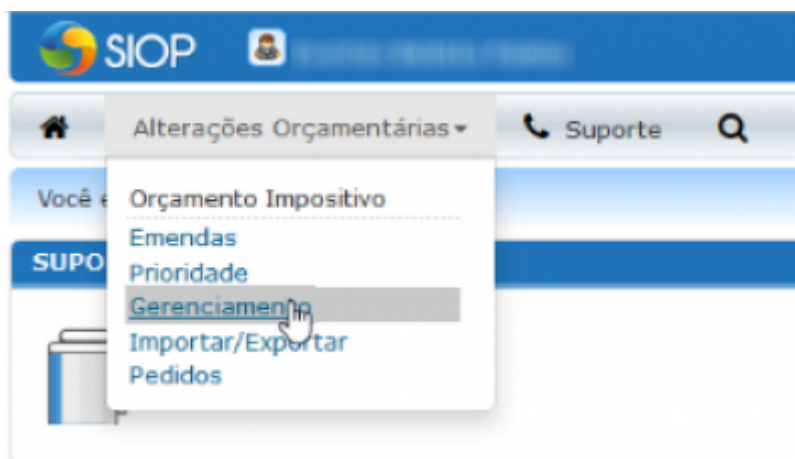 SIOP
Alterações Orçamentárias Suporte
Você
Orçamento Impositivo
Emendas
SUPO
Prioridade
Gerenciamento
Importar/Exportar
Pedidos